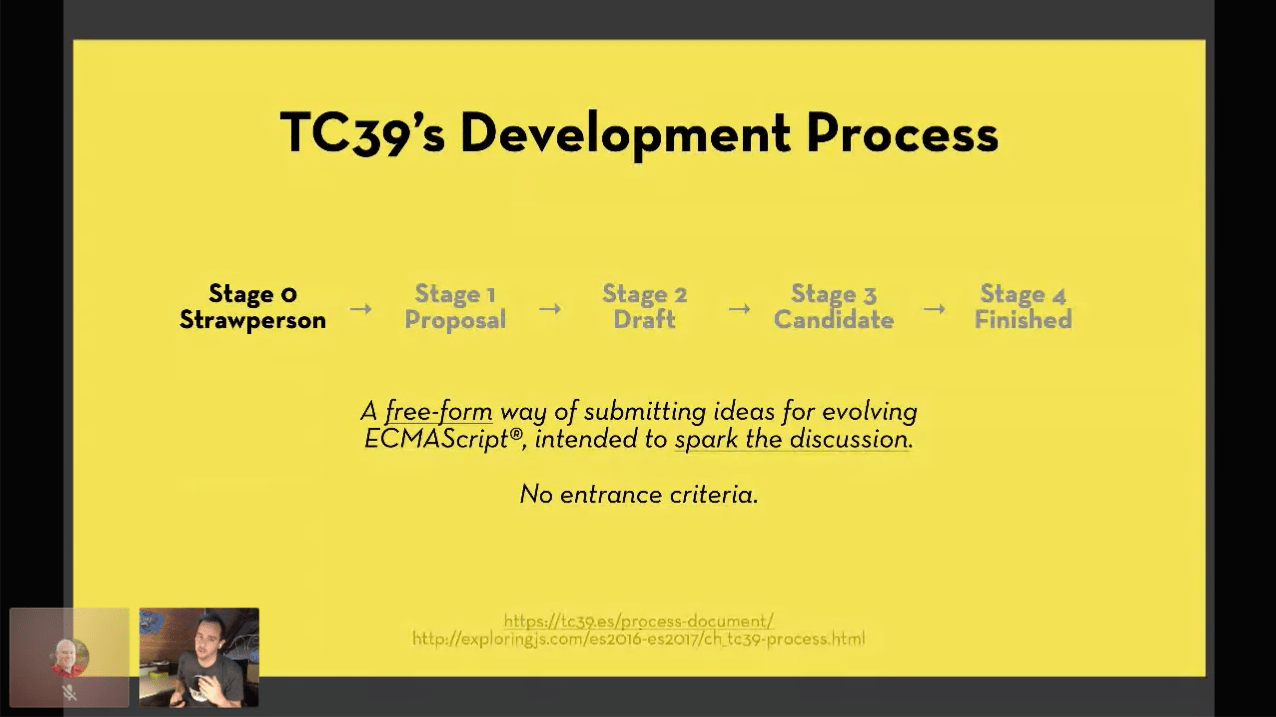 TC39's Development Process
Stage 0
Strawperson
→
Stage 1
Proposal
→
Stage 2
Draft
→
Stage 3
Candidate
→
Stage 4
Finished
A free-form way of submitting ideas for evolving
ECMAScript®, intended to spark the discussion.
No entrance criteria.
https://tc39.es/process-document/
http://exploringjs.com/es2016-es2017/ch_tc39-process.html